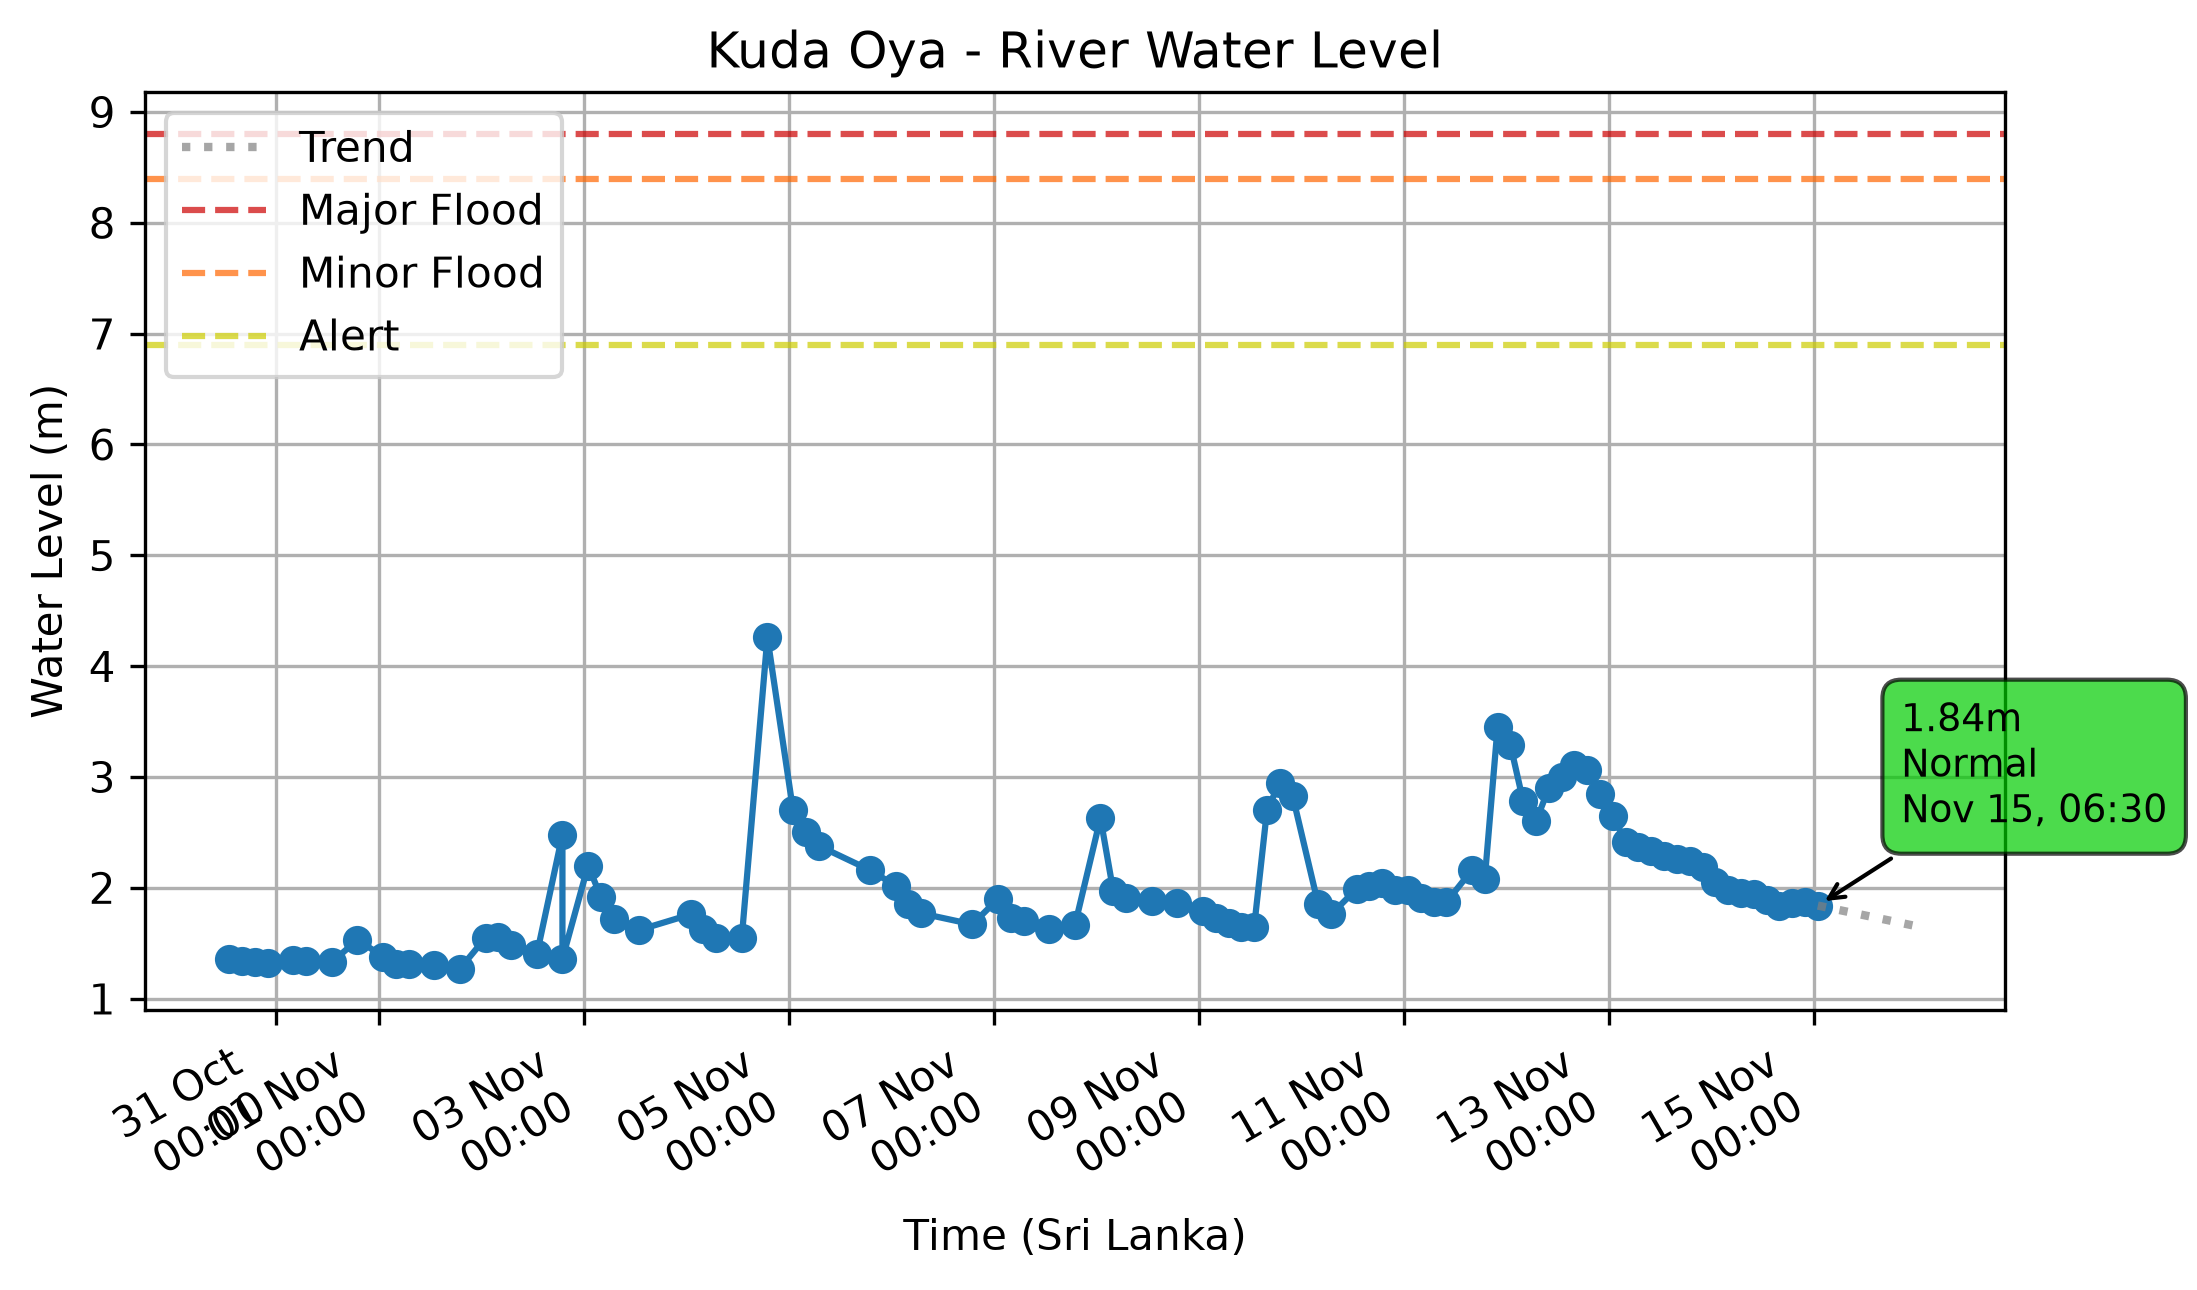 Kuda Oya - River Water Level
9
8
7
6
5
4
3
2
1
Water Level (m)
Trend
Major Flood
Minor Flood
Alert
1.84m
Normal
Nov 15, 06:30
31 Oct
00:00
01 Nov
00:00
03 Nov
00:00
05 Nov
00:00
07 Nov
00:00
09 Nov
00:00
11 Nov
00:00
13 Nov
00:00
15 Nov
00:00
Time (Sri Lanka)